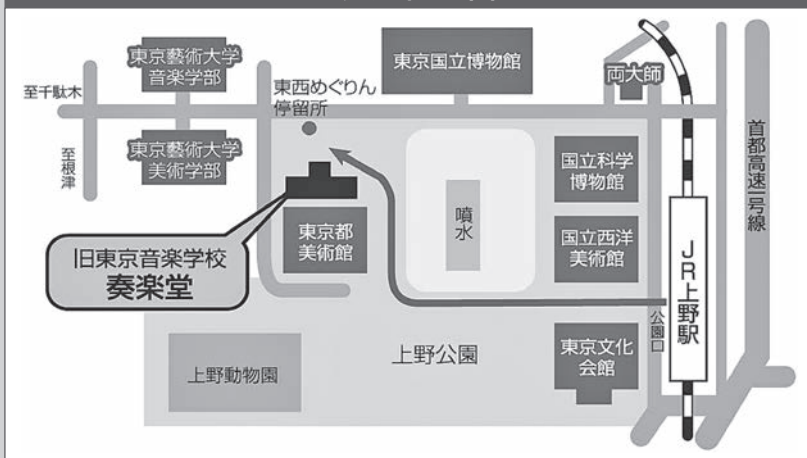 東京藝術大学
音楽学部
東京国立博物館
両大師
至千駄木
東西めぐりん
停留所
至根津
東京藝術大学
美術学部
国立科学
博物館
首都高速一号線
噴水
東京都
美術館
国立西洋
美術館
旧東京音楽学校
奏楽堂
JR上野駅
公園口
上野公園
東京文化
会館
上野動物園